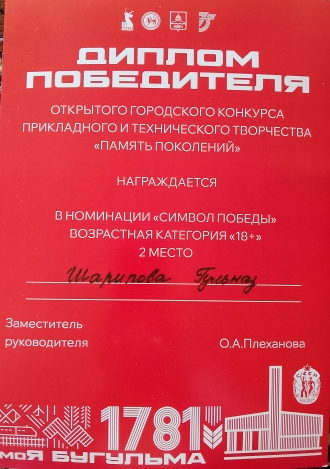 ДИПЛОМ
ПОБЕДИТЕЛЯ
ОТКРЫТОГО ГОРОДСКОГО КОНКУРСА
ПРИКЛАДНОГО И ТЕХНИЧЕСКОГО ТВОРЧЕСТВА
«ПАМЯТЬ ПОКОЛЕНИЙ»
НАГРАЖДАЕТСЯ
В НОМИНАЦИИ «СИМВОЛ ПОБЕДЫ»
ВОЗРАСТНАЯ КАТЕГОРИЯ «18+»
2 МЕСТО
Шарипова Гульназ
Заместитель
руководителя
О.А.Плеханова
СССР
1781
МОЯ БУГУЛЬМА